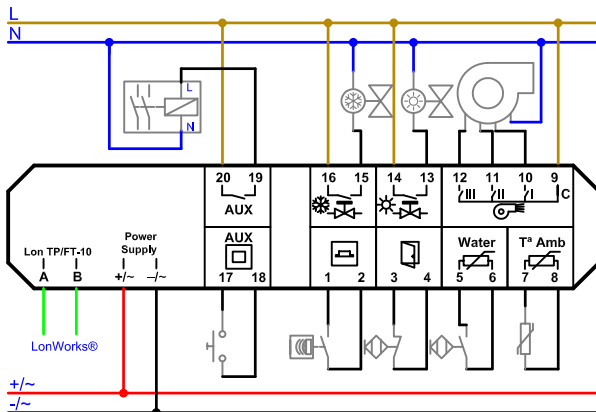 L
N
L
N
20 19 16 15 14 13 12 11 10 9
III II I C
AUX
Lon TP/FT-10
Power
Supply
A B +/~ –/~
AUX
Water
Tª Amb
17 18 1 2 3 4 5 6 7 8
LonWorks®
+/~
-/~